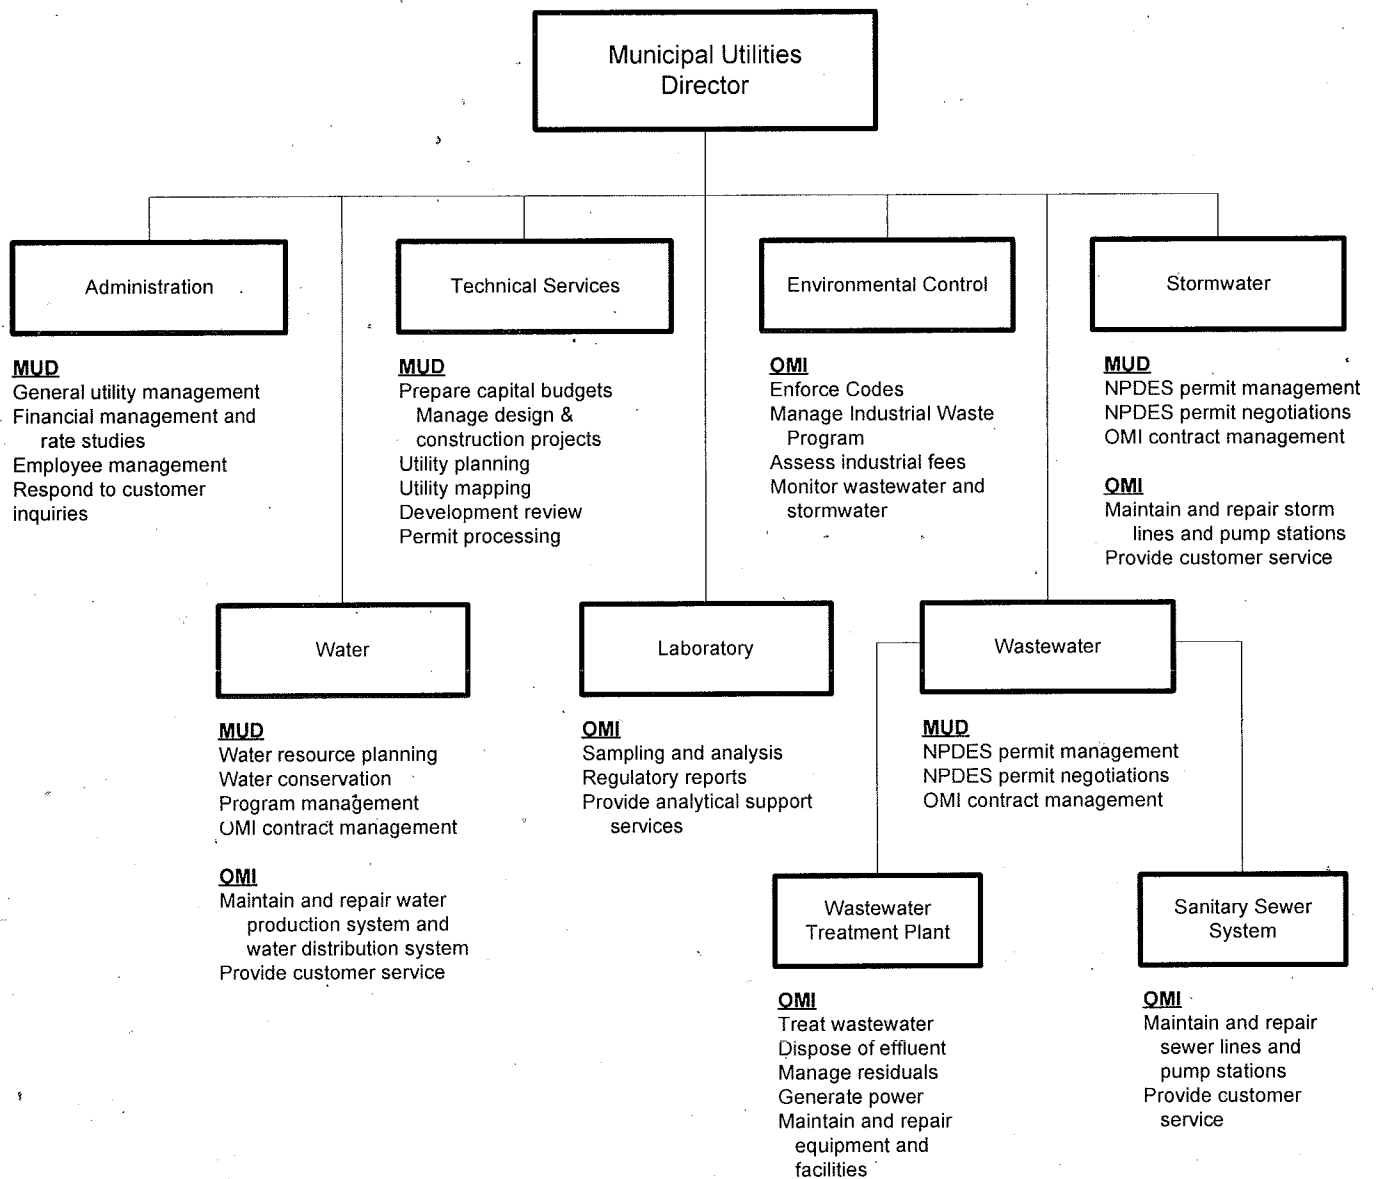 Municipal Utilities
Director
Administration
MUD
General utility management
Financial management and
rate studies
Employee management
Respond to customer
inquiries
Technical Services
MUD
Prepare capital budgets
Manage design &
construction projects
Utility planning
Utility mapping
Development review
Permit processing
Environmental Control
OMI
Enforce Codes
Manage Industrial Waste
Program
Assess industrial fees
Monitor wastewater and
stormwater
Stormwater
MUD
NPDES permit management
NPDES permit negotiations
OMI contract management
OMI
Maintain and repair storm
lines and pump stations
Provide customer service
Water
MUD
Water resource planning
Water conservation
Program management
OMI contract management
OMI
Maintain and repair water
production system and
water distribution system
Provide customer service
Laboratory
OMI
Sampling and analysis
Regulatory reports
Provide analytical support
services
Wastewater
MUD
NPDES permit management
NPDES permit negotiations
OMI contract management
Wastewater
Treatment Plant
OMI
Treat wastewater
Dispose of effluent
Manage residuals
Generate power
Maintain and repair
equipment and
facilities
Sanitary Sewer
System
OMI
Maintain and repair
sewer lines and
pump stations
Provide customer
service